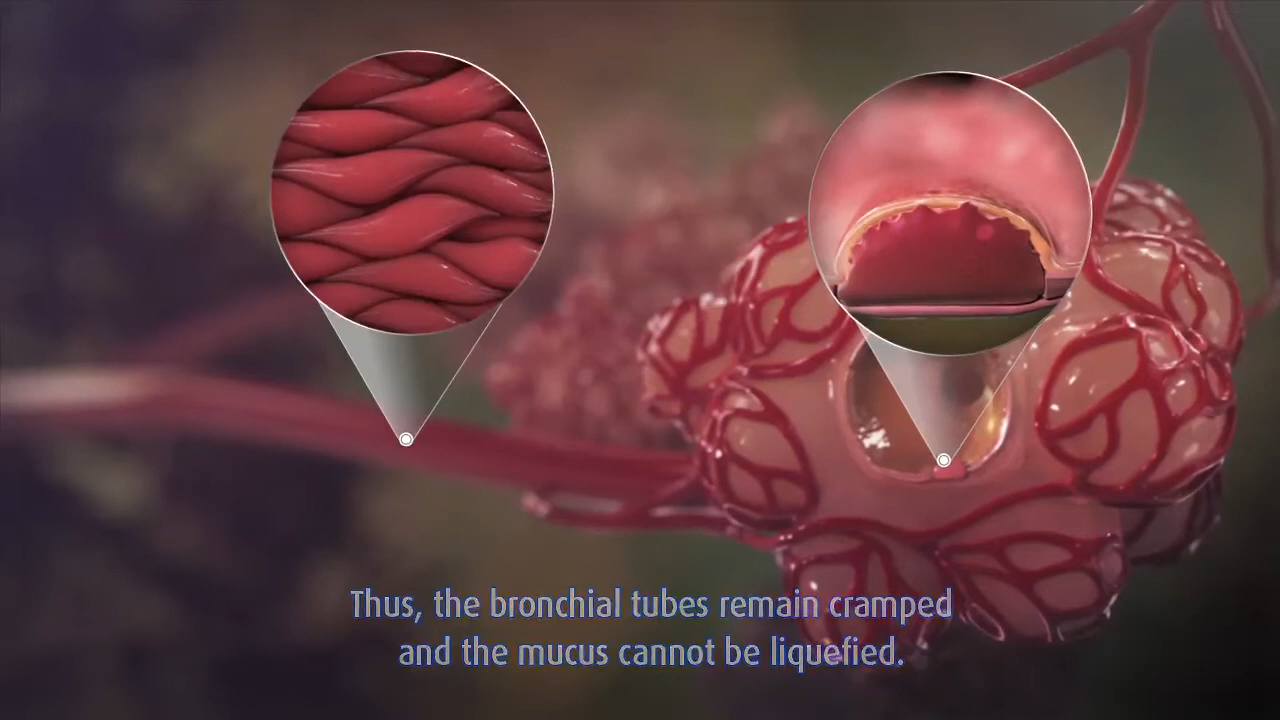 Thus, the bronchial tubes remain cramped
and the mucus cannot be liquefied.